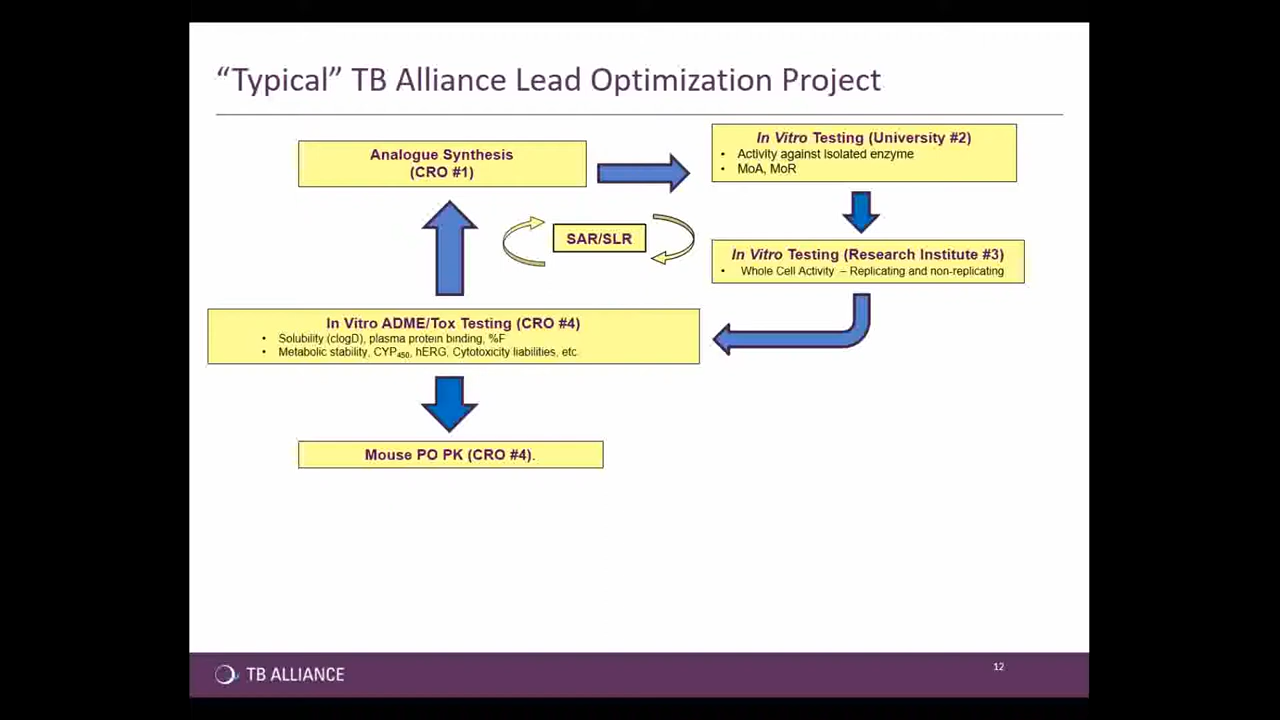 “Typical” TB Alliance Lead Optimization Project
Analogue Synthesis
(CRO #1)
In Vitro Testing (University #2)
• Activity against Isolated enzyme
• MoA, MoR
SAR/SLR
In Vitro Testing (Research Institute #3)
• Whole Cell Activity – Replicating and non-replicating
In Vitro ADME/Tox Testing (CRO #4)
• Solubility (clogD), plasma protein binding, %F
• Metabolic stability, CYP450, hERG, Cytotoxicity liabilities, etc
Mouse PO PK (CRO #4).
TB ALLIANCE
12